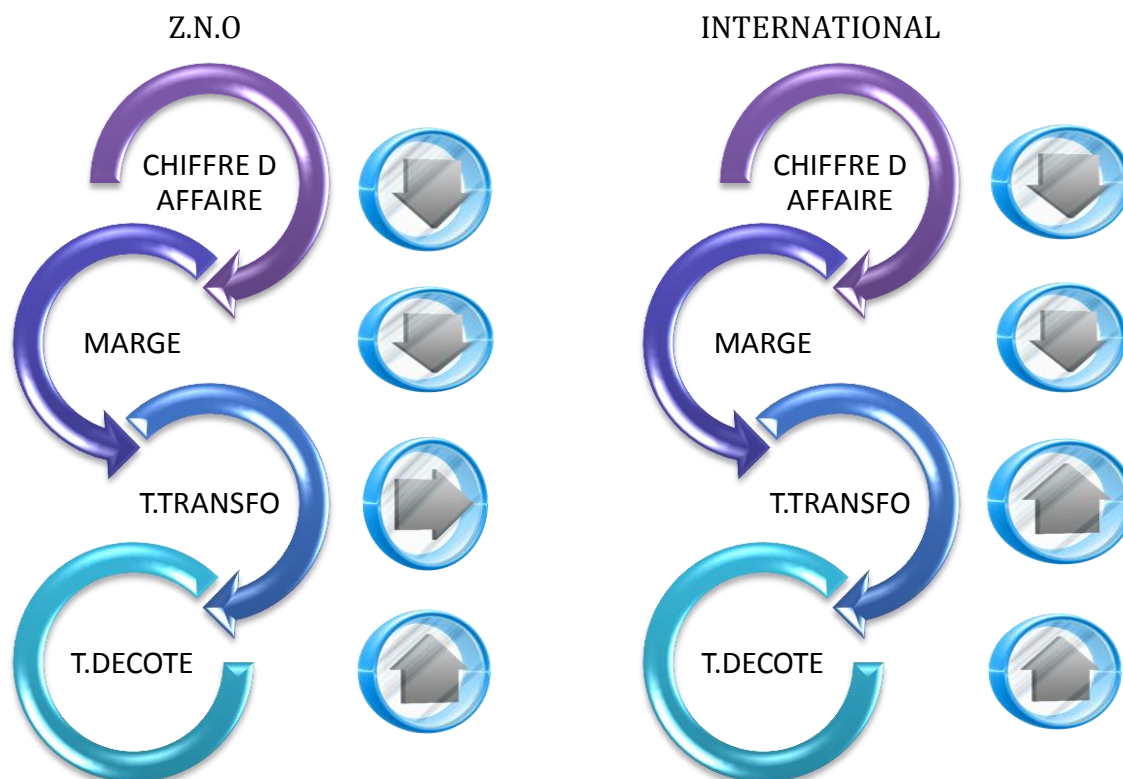 Z.N.O
CHIFFRE D
AFFAIRE
MARGE
T.TRANSFO
T.DECOTE
INTERNATIONAL
CHIFFRE D
AFFAIRE
MARGE
T.TRANSFO
T.DECOTE